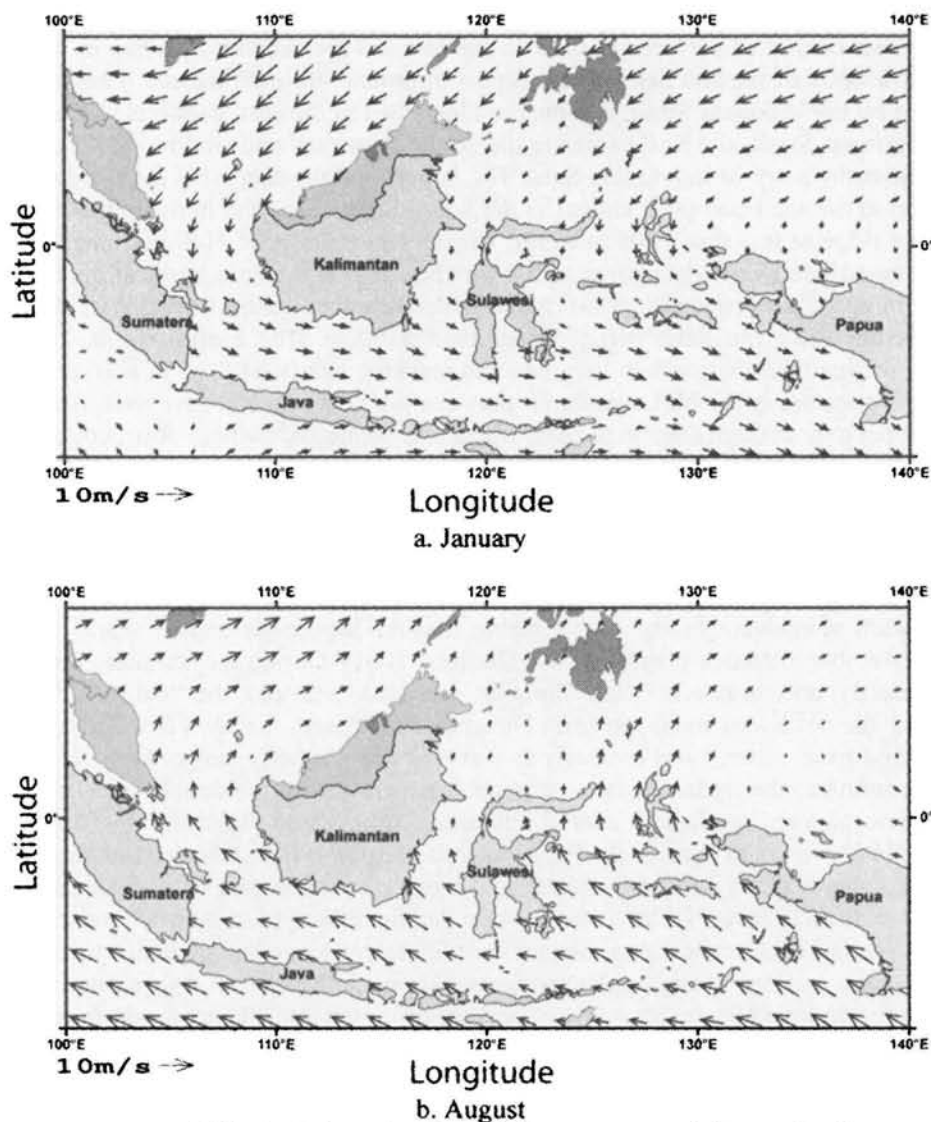 100°E 110°E 120°E 130°E 140°E
Latitude
0°
0°
Kalimantan
Sumatera
Sulawesi
Papua
Java
100°E 110°E 120°E 130°E 140°E
10m/s
Longitude
a. January
100°E 110°E 120°E 130°E 140°E
Latitude
0°
0°
Kalimantan
Sumatera
Sulawesi
Papua
Java
100°E 110°E 120°E 130°E 140°E
10m/s
Longitude
b. August